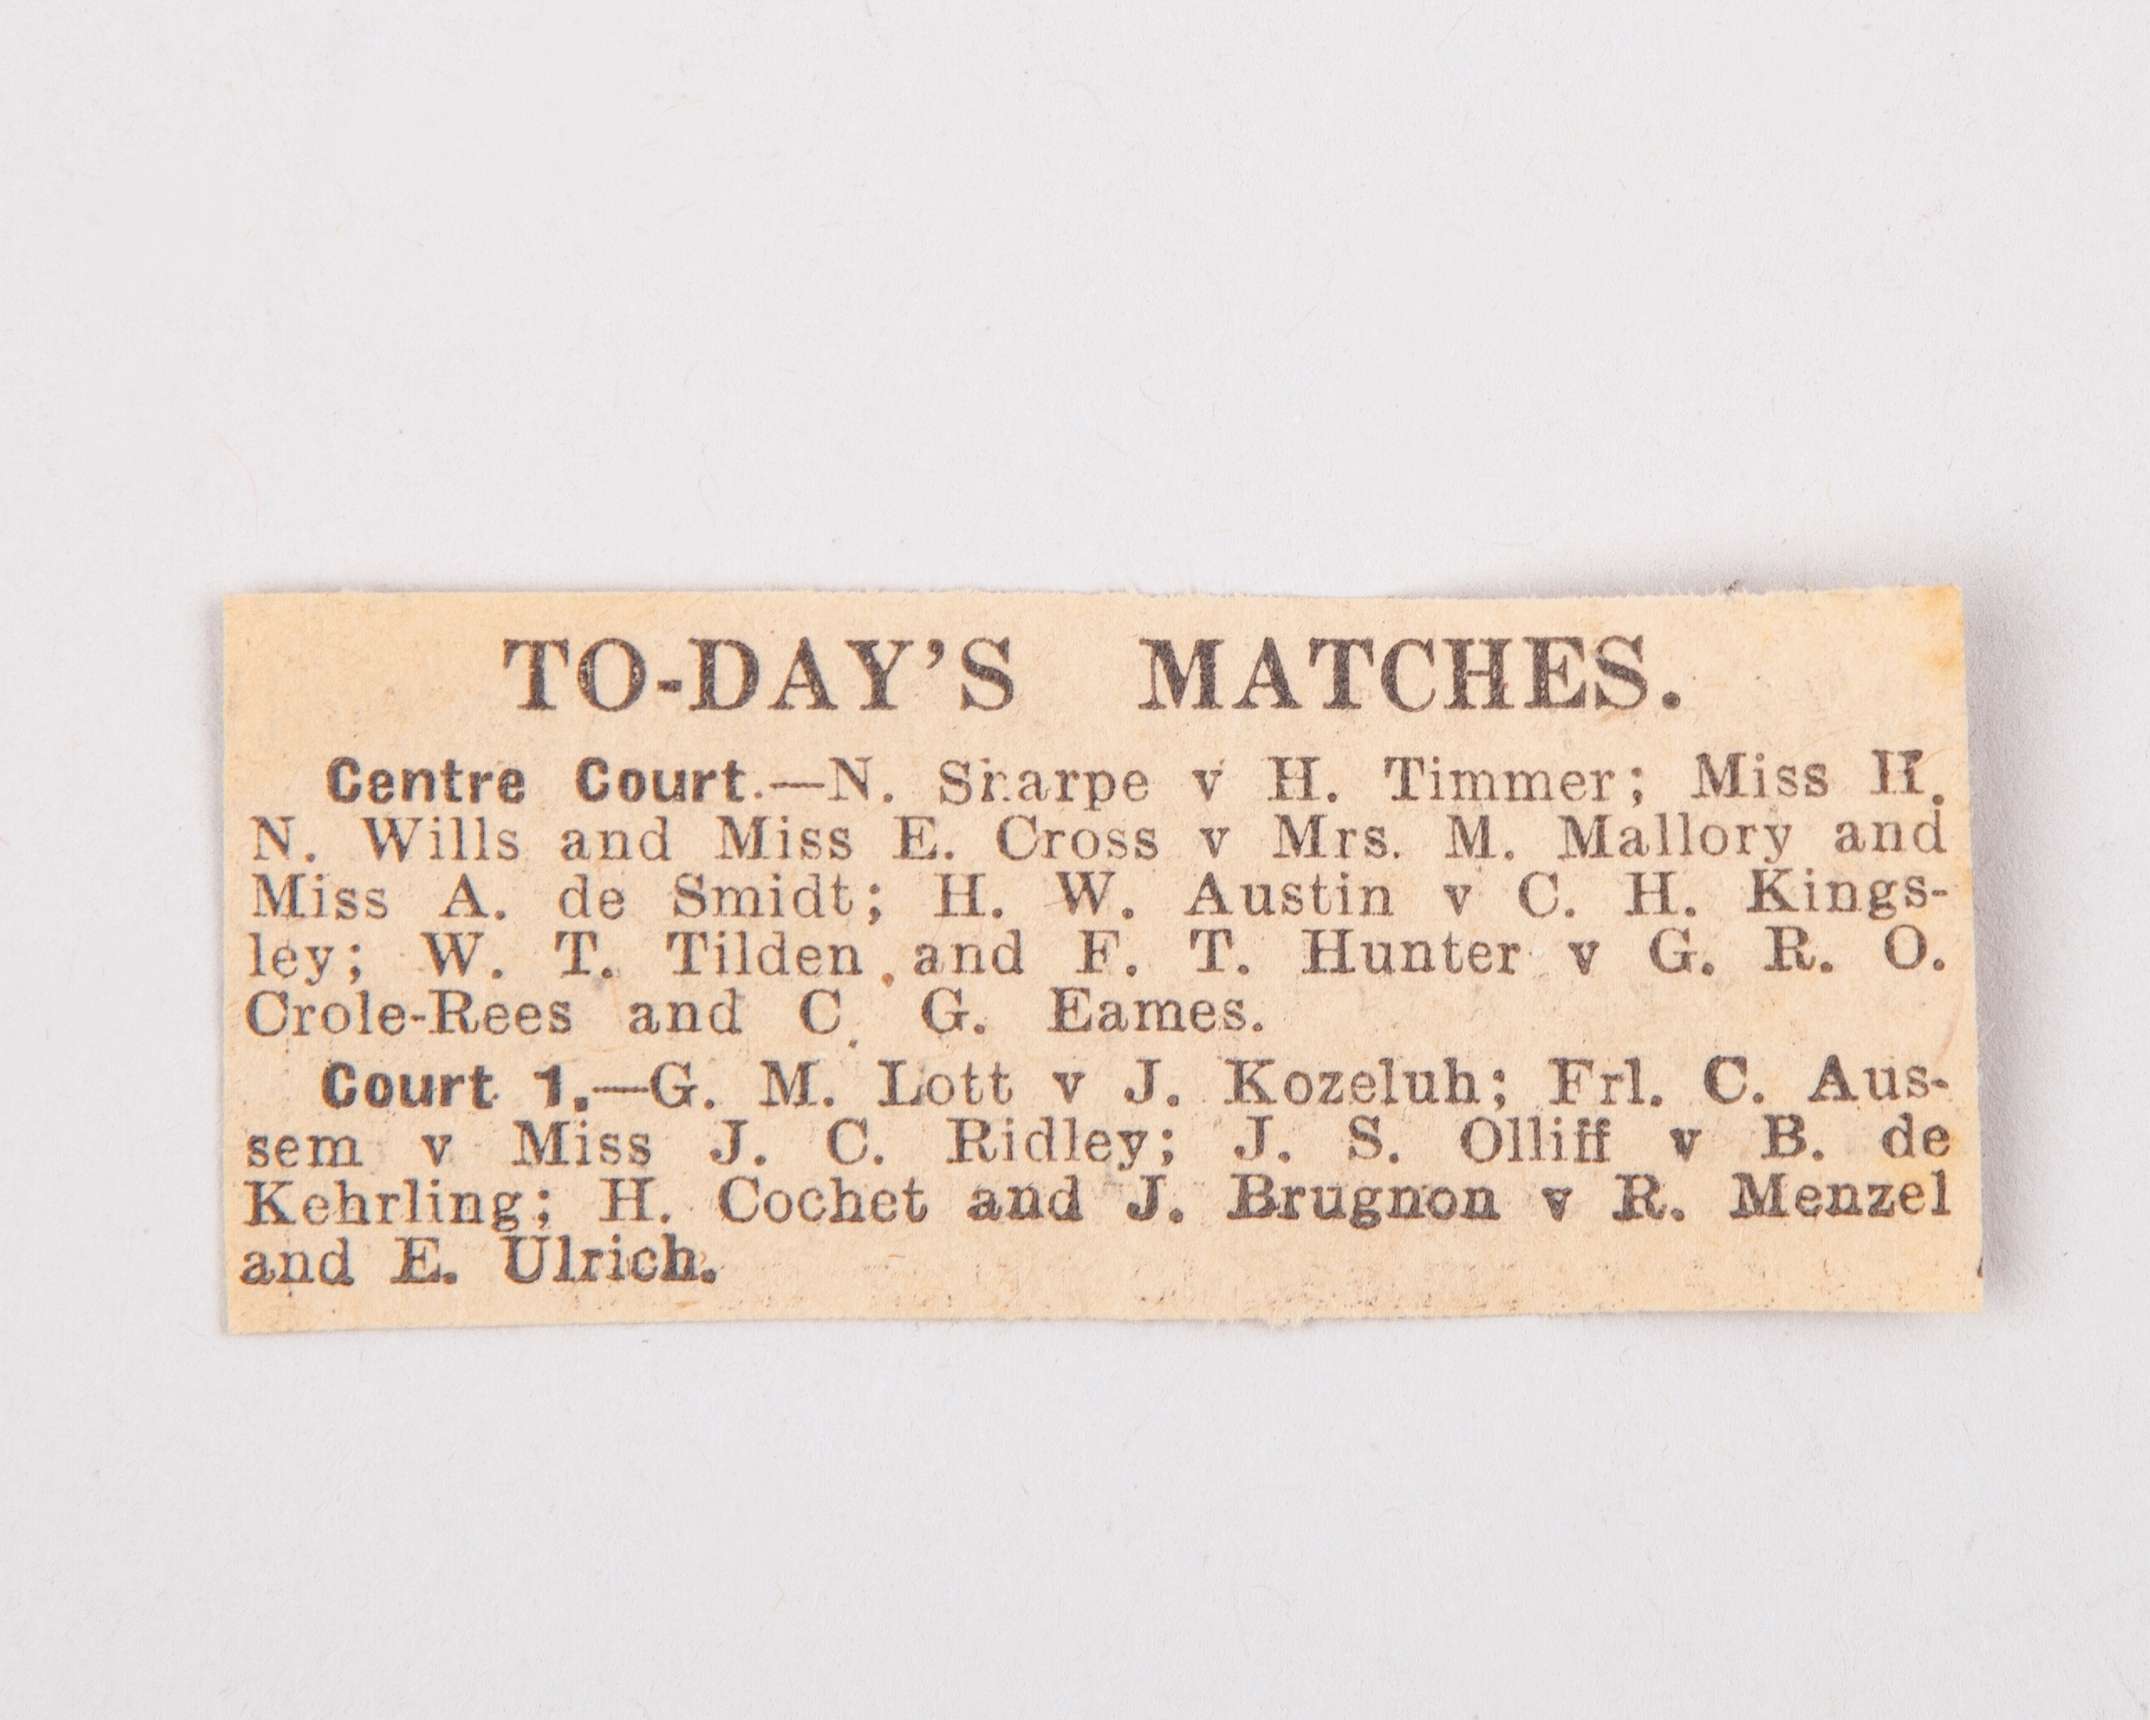 TO-DAY'S MATCHES.
Centre Court.—N. Sharpe v H. Timmer; Miss H.
N. Wills and Miss E. Cross v Mrs. M. Mallory and
Miss A. de Smidt; H. W. Austin v C. H. Kings-
ley; W. T. Tilden and F. T. Hunter v G. R. O.
Crole-Rees and C. G. Eames.
Court 1.—G. M. Lott v J. Kozeluh; Frl. C. Aus-
sem v Miss J. C. Ridley; J. S. Olliff v B. de
Kehrling; H. Cochet and J. Brugnon v R. Menzel
and E. Ulrich.